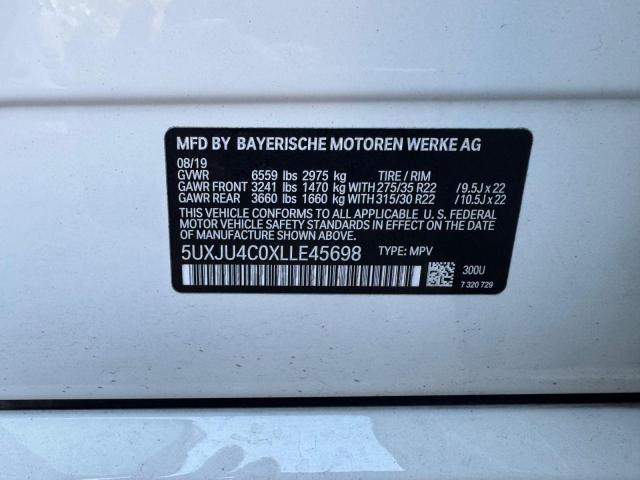 MFD BY BAYERISCHE MOTOREN WERKE AG
08/19
GVWR 6559 lbs 2975 kg TIRE / RIM
GAWR FRONT 3241 lbs 1470 kg WITH 275/35 R22 /9.5J x 22
GAWR REAR 3660 lbs 1660 kg WITH 315/30 R22 /10.5J x 22
THIS VEHICLE CONFORMS TO ALL APPLICABLE U. S. FEDERAL
MOTOR VEHICLE SAFETY STANDARDS IN EFFECT ON THE DATE
OF MANUFACTURE SHOWN ABOVE.
5UXJU4C0XLLE45698 TYPE: MPV
300U
7 320 729